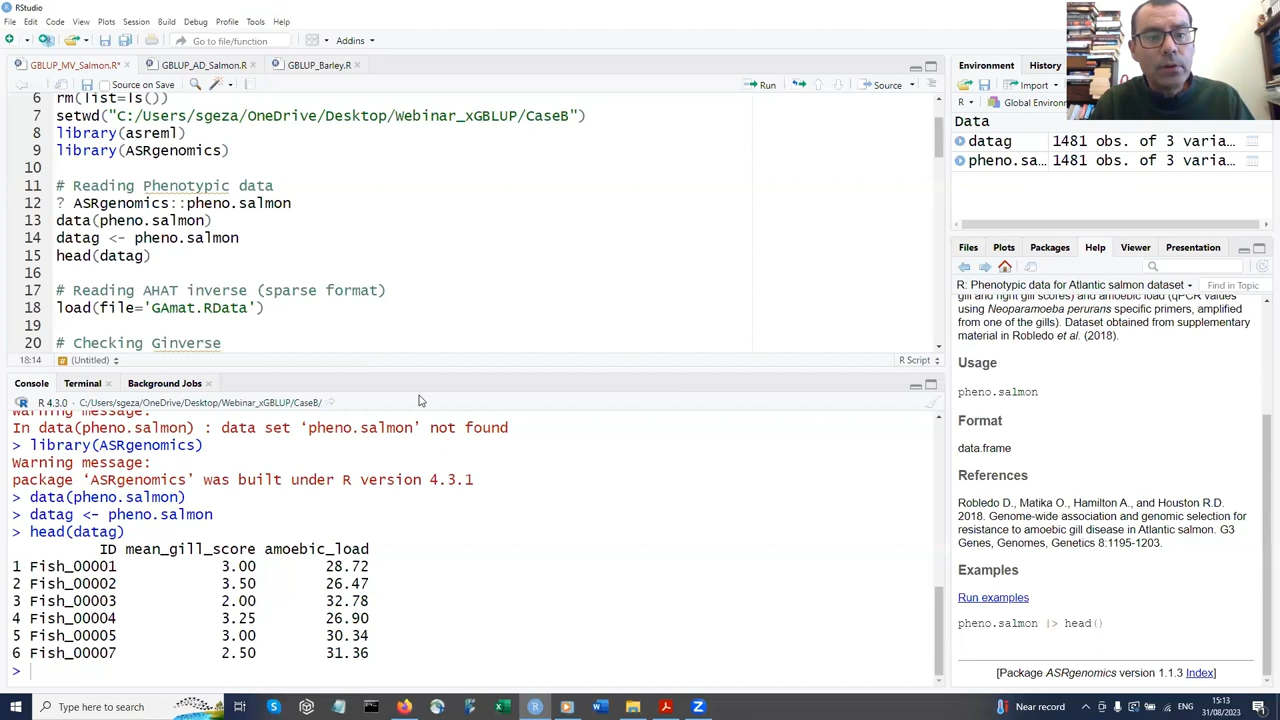 RStudio
File Edit Code View Plots Session Build Debug Profile Tools Help
Go to file/function Addins
GBLUP_MV_Salmon.R* GBLUP_AD_Salmon.R GBLUP_Barley.R
Source on Save Run Source
6 rm(list=ls())
7 setwd("C:/Users/sgeza/OneDrive/Desktop/Webinar_xGBLUP/CaseB")
8 library(asreml)
9 library(ASRgenomics)
10
11 # Reading Phenotypic data
12 ? ASRgenomics::pheno.salmon
13 data(pheno.salmon)
14 datag <- pheno.salmon
15 head(datag)
16
17 # Reading AHAT inverse (sparse format)
18 load(file='GAmat.RData')
19
20 # Checking Ginverse
18:14 (Untitled) R Script
Console Terminal Background Jobs
R 4.3.0 · C:/Users/sgeza/OneDrive/Desktop/Webinar_xGBLUP/CaseB/
Warning message:
In data(pheno.salmon) : data set ‘pheno.salmon’ not found
> library(ASRgenomics)
Warning message:
package ‘ASRgenomics’ was built under R version 4.3.1
> data(pheno.salmon)
> datag <- pheno.salmon
> head(datag)
ID mean_gill_score amoebic_load
1 Fish_00001 3.00 28.72
2 Fish_00002 3.50 26.47
3 Fish_00003 2.00 32.78
4 Fish_00004 3.25 26.90
5 Fish_00005 3.00 30.34
6 Fish_00007 2.50 31.36
>
Environment History
Import
R Global Enviro
Data
datag 1481 obs. of 3 varia…
pheno.sa… 1481 obs. of 3 varia…
Files Plots Packages Help Viewer Presentation
R: Phenotypic data for Atlantic salmon dataset Find in Topic
gill and right gill scores) and amoebic load (qPCR values
using Neoparamoeba perurans specific primers, amplified
from one of the gills). Dataset obtained from supplementary
material in Robledo et al. (2018).
Usage
pheno.salmon
Format
data.frame
References
Robledo D., Matika O., Hamilton A., and Houston R.D.
2018. Genome-wide association and genomic selection for
resistance to amoebic gill disease in Atlantic salmon. G3
Genes, Genomes, Genetics 8:1195-1203.
Examples
Run examples
pheno.salmon |> head()
[Package ASRgenomics version 1.1.3 Index]
Type here to search
Near record
ENG
15:13
31/08/2023